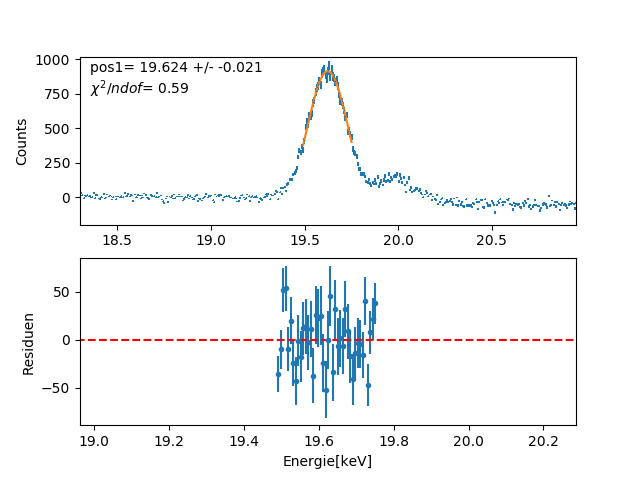 1000
750
500
250
0
Counts
pos1= 19.624 +/- -0.021
χ²/ndof= 0.59
18.5 19.0 19.5 20.0 20.5
50
0
−50
Residuen
19.0 19.2 19.4 19.6 19.8 20.0 20.2
Energie[keV]